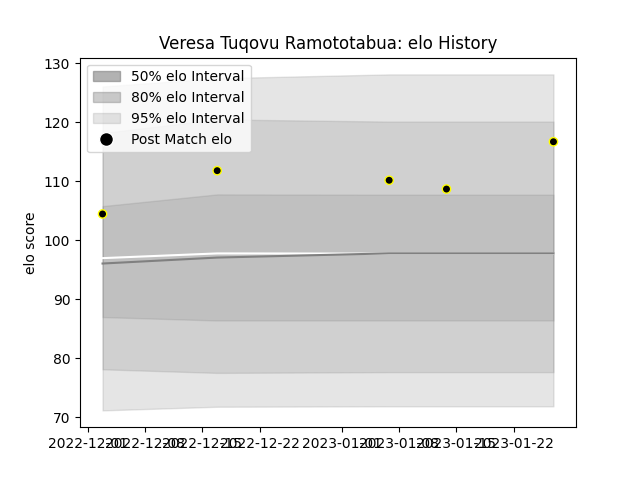 Veresa Tuqovu Ramototabua: elo History
50% elo Interval
80% elo Interval
95% elo Interval
Post Match elo
elo score
130
120
110
100
90
80
70
2022-12-01 2022-12-08 2022-12-15 2022-12-22 2023-01-01 2023-01-08 2023-01-15 2023-01-22